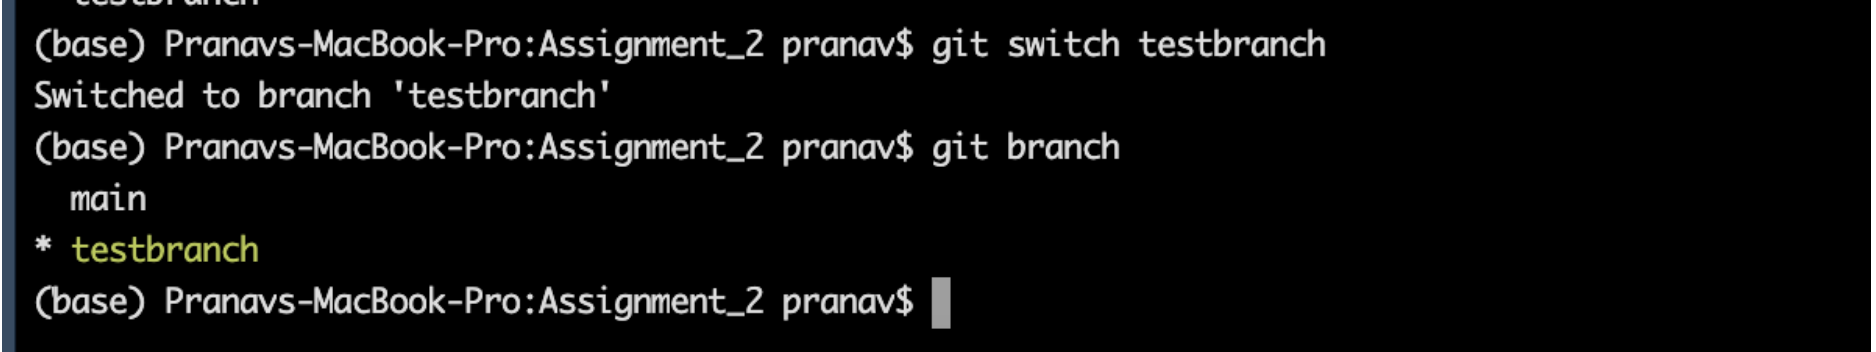 testbranch
(base) Pranavs-MacBook-Pro:Assignment_2 pranav$ git switch testbranch
Switched to branch 'testbranch'
(base) Pranavs-MacBook-Pro:Assignment_2 pranav$ git branch
  main
* testbranch
(base) Pranavs-MacBook-Pro:Assignment_2 pranav$